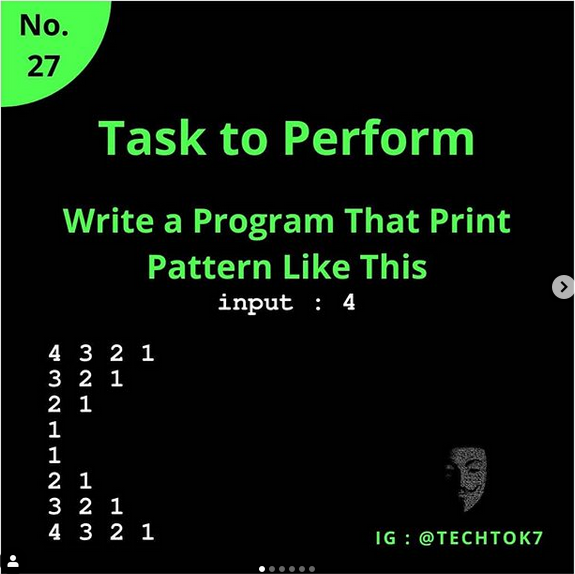 No.
27
Task to Perform
Write a Program That Print
Pattern Like This
input : 4
4 3 2 1
3 2 1
2 1
1
1
2 1
3 2 1
4 3 2 1
IG : @TECHTOK7